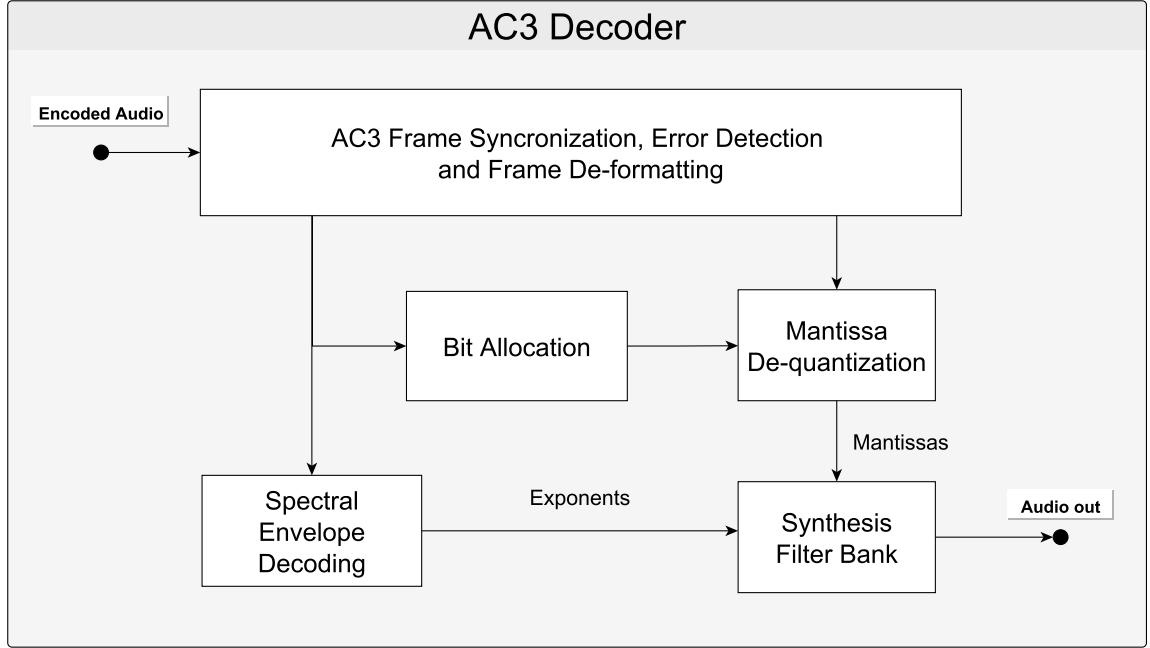 AC3 Decoder
Encoded Audio
AC3 Frame Syncronization, Error Detection
and Frame De-formatting
Bit Allocation
Mantissa
De-quantization
Mantissas
Spectral
Envelope
Decoding
Exponents
Synthesis
Filter Bank
Audio out